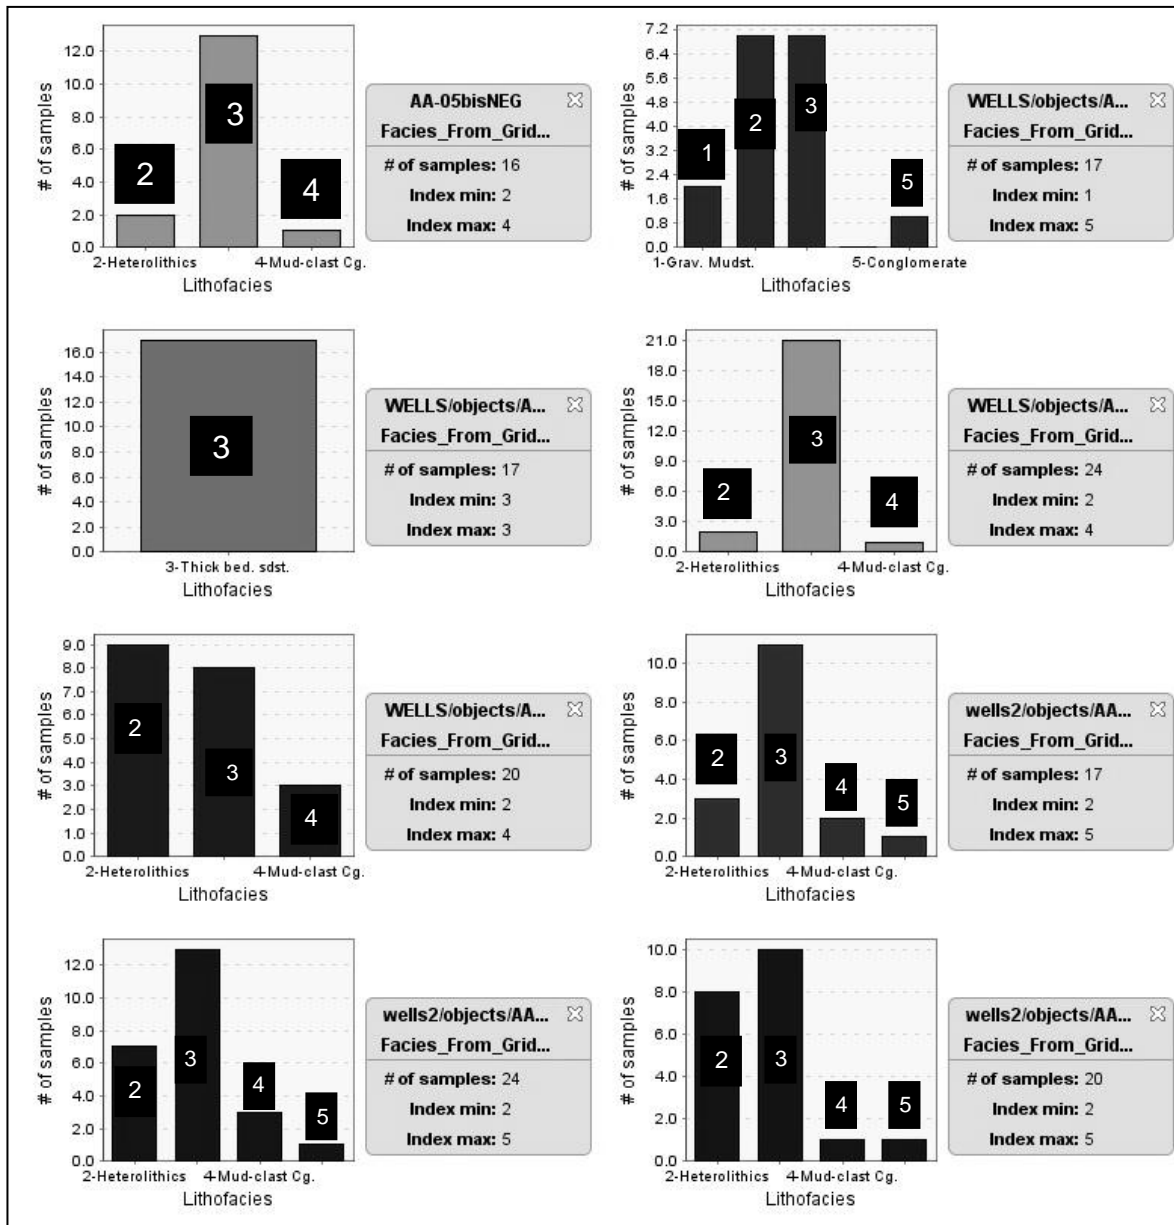 # of samples
12.0
10.0
8.0
6.0
4.0
2.0
0.0
2
3
4
2-Heterolithics 4-Mud-clast Cg.
Lithofacies
AA-05bisNEG
Facies_From_Grid...
# of samples: 16
Index min: 2
Index max: 4
# of samples
7.2
6.4
5.6
4.8
4.0
3.2
2.4
1.6
0.8
0.0
1
2
3
5
1-Grav. Mudst. 5-Conglomerate
Lithofacies
WELLS/objects/A...
Facies_From_Grid...
# of samples: 17
Index min: 1
Index max: 5
# of samples
16.0
14.0
12.0
10.0
8.0
6.0
4.0
2.0
0.0
3
3-Thick bed. sdst.
Lithofacies
WELLS/objects/A...
Facies_From_Grid...
# of samples: 17
Index min: 3
Index max: 3
# of samples
21.0
18.0
15.0
12.0
9.0
6.0
3.0
0.0
2
3
4
2-Heterolithics 4-Mud-clast Cg.
Lithofacies
WELLS/objects/A...
Facies_From_Grid...
# of samples: 24
Index min: 2
Index max: 4
# of samples
9.0
8.0
7.0
6.0
5.0
4.0
3.0
2.0
1.0
0.0
2
3
4
2-Heterolithics 4-Mud-clast Cg.
Lithofacies
WELLS/objects/A...
Facies_From_Grid...
# of samples: 20
Index min: 2
Index max: 4
# of samples
10.0
8.0
6.0
4.0
2.0
0.0
2
3
4
5
2-Heterolithics 4-Mud-clast Cg.
Lithofacies
wells2/objects/AA...
Facies_From_Grid...
# of samples: 17
Index min: 2
Index max: 5
# of samples
12.0
10.0
8.0
6.0
4.0
2.0
0.0
2
3
4
5
2-Heterolithics 4-Mud-clast Cg.
Lithofacies
wells2/objects/AA...
Facies_From_Grid...
# of samples: 24
Index min: 2
Index max: 5
# of samples
10.0
8.0
6.0
4.0
2.0
0.0
2
3
4
5
2-Heterolithics 4-Mud-clast Cg.
Lithofacies
wells2/objects/AA...
Facies_From_Grid...
# of samples: 20
Index min: 2
Index max: 5